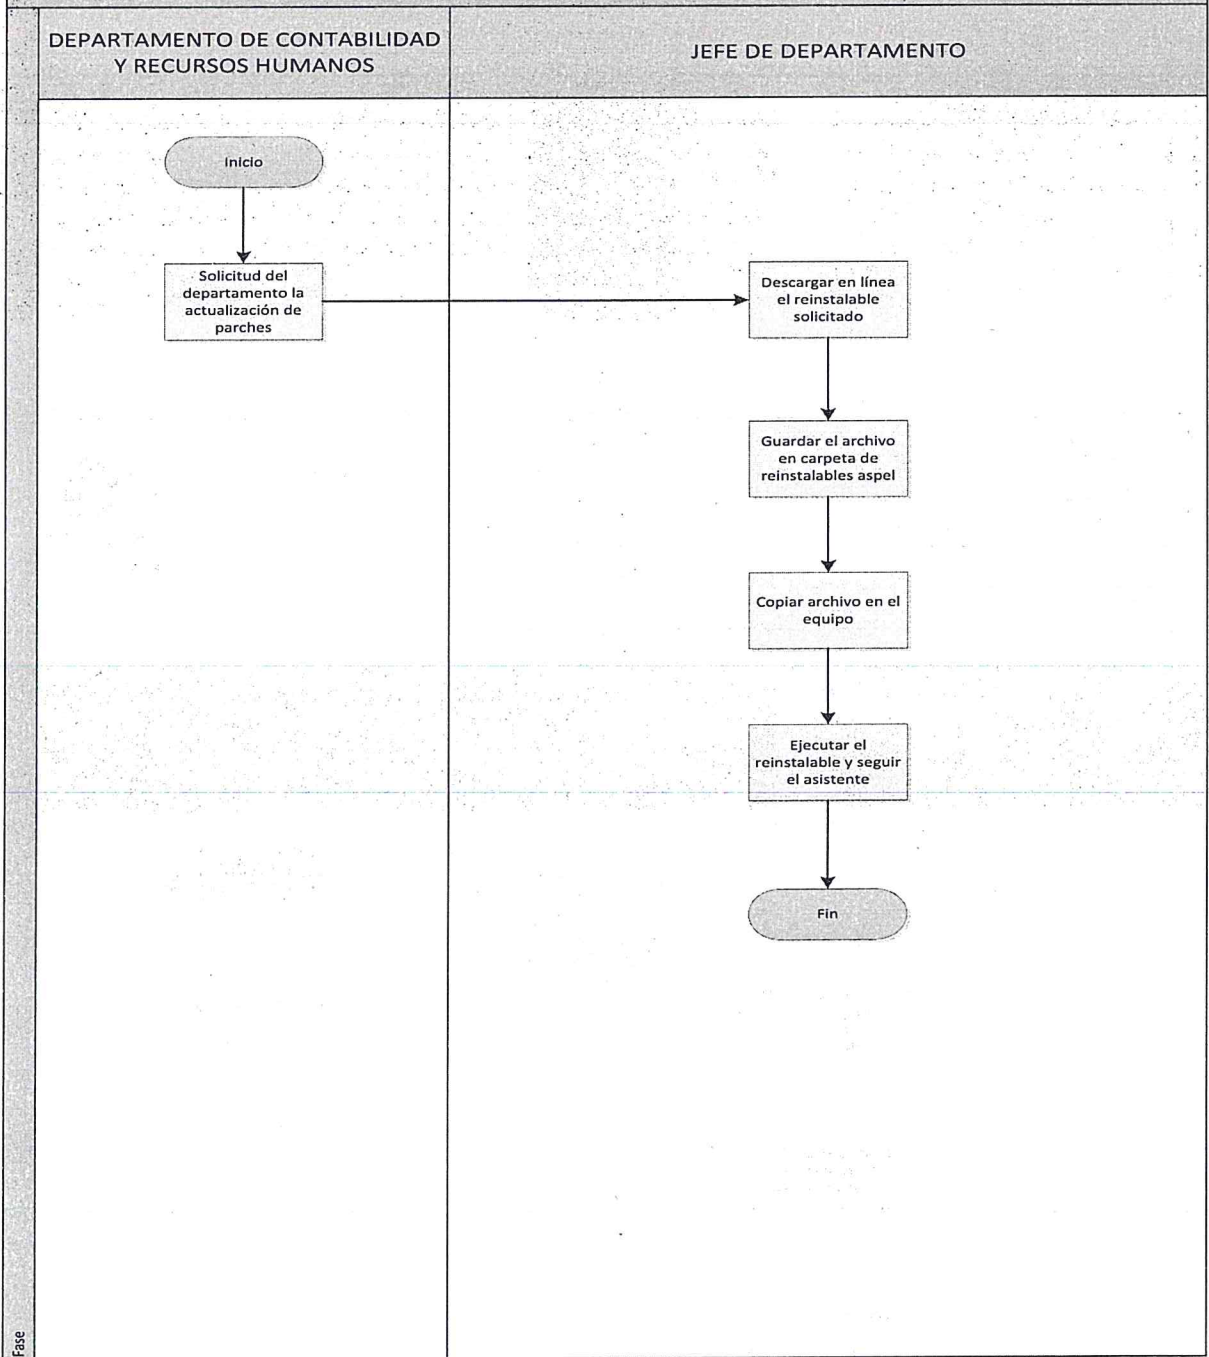 DEPARTAMENTO DE CONTABILIDAD
Y RECURSOS HUMANOS
JEFE DE DEPARTAMENTO
Inicio
Solicitud del
departamento la
actualización de
parches
Descargar en línea
el reinstalable
solicitado
Guardar el archivo
en carpeta de
reinstalables aspel
Copiar archivo en el
equipo
Ejecutar el
reinstalable y seguir
el asistente
Fin
Fase